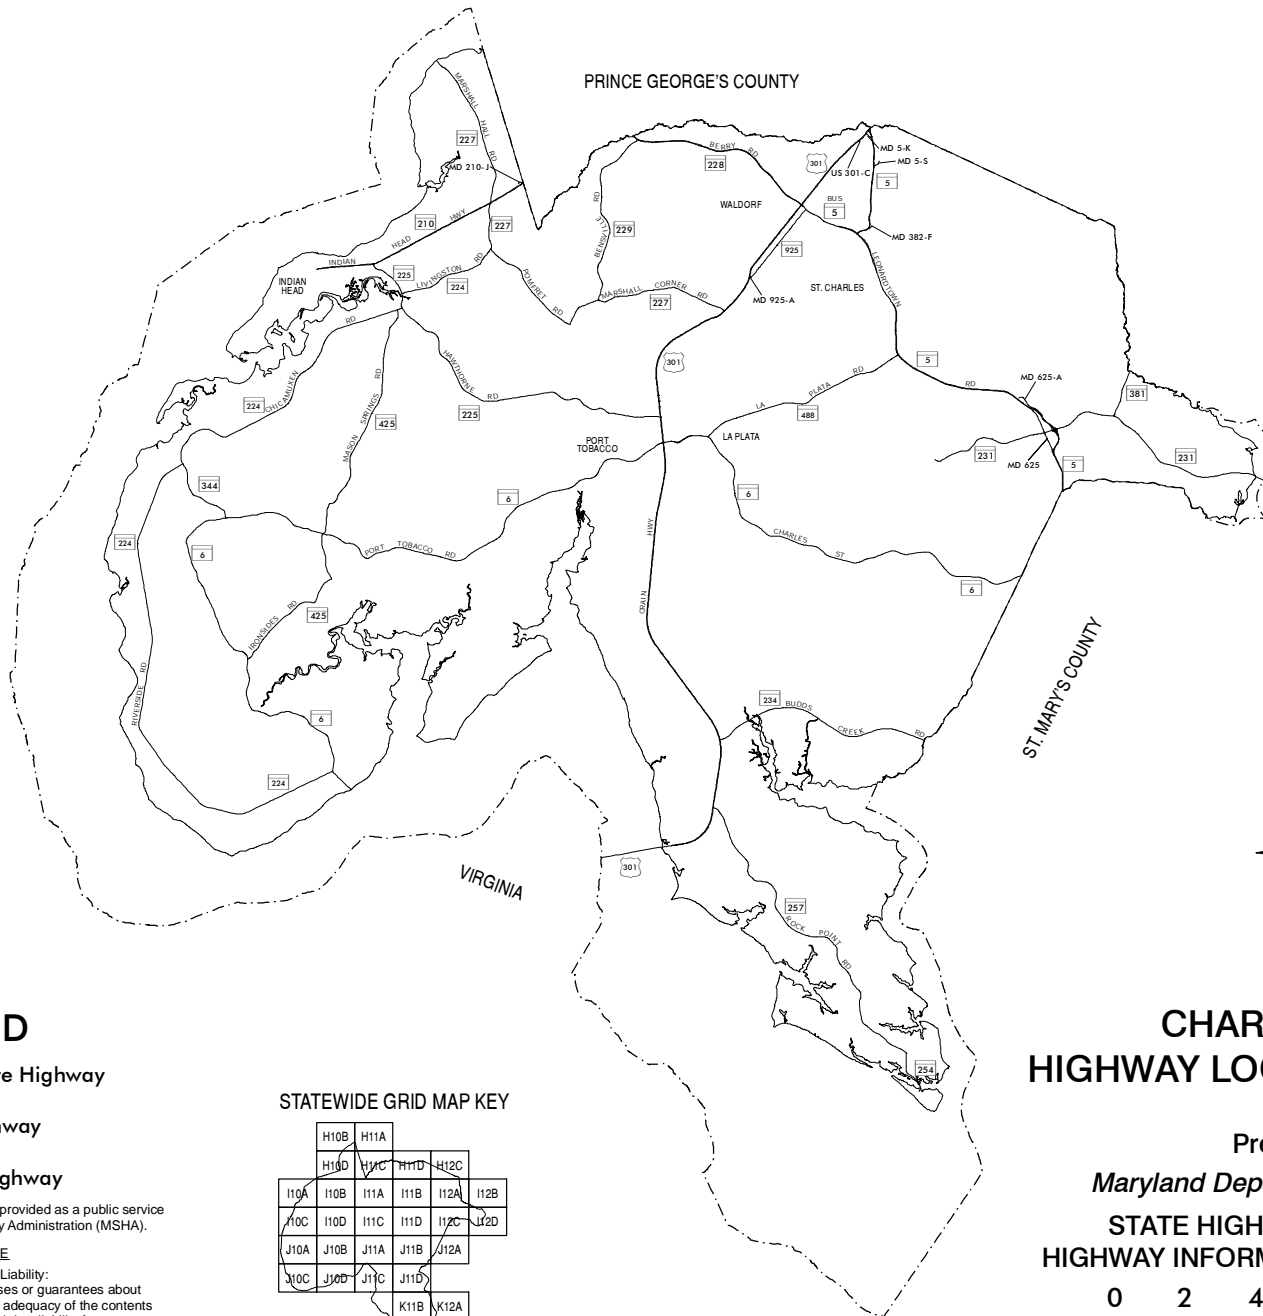 PRINCE GEORGE'S COUNTY
MARSHALL HALL RD
227
MD 210-J
210
INDIAN HEAD HWY
227
INDIAN
HEAD
225
LIVINGSTON RD
224
POMFRET RD
BENSVILLE RD
229
MARSHALL CORNER RD
227
BERRY RD
228
301
US 301-C
MD 5-K
MD 5-S
5
WALDORF
BUS
5
925
MD 382-F
MD 925-A
ST. CHARLES
LEONARDTOWN RD
301
5
LA PLATA RD
488
MD 625-A
381
231
MD 625
5
231
CHICAMUXEN RD
224
MASON SPRINGS RD
425
HAWTHORNE RD
225
PORT
TOBACCO
LA PLATA
344
6
6
224
6
PORT TOBACCO RD
CHARLES ST
6
IRONSIDES RD
425
CRAIN HWY
RIVERSIDE RD
6
224
234
BUDDS CREEK RD
ST. MARY'S COUNTY
VIRGINIA
301
257
ROCK POINT RD
254
D
e Highway
way
ghway
provided as a public service
y Administration (MSHA).
E
Liability:
ses or guarantees about
adequacy of the contents
STATEWIDE GRID MAP KEY
H10B H11A
H10D H11C H11D H12C
I10A I10B I11A I11B I12A I12B
I10C I10D I11C I11D I12C I12D
J10A J10B J11A J11B J12A
J10C J10D J11C J11D
K11B K12A
CHAR
HIGHWAY LOC
Pre
Maryland Dep
STATE HIGH
HIGHWAY INFORM
0 2 4